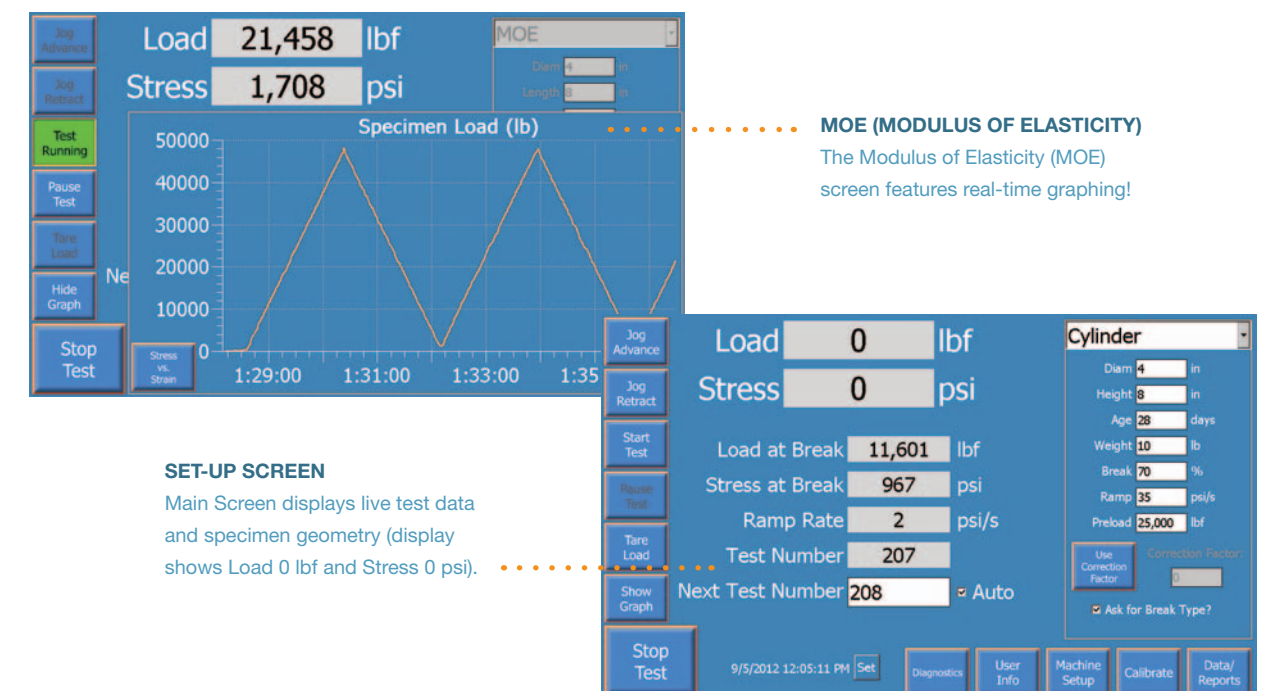 Jog
Advance
Load 21,458 lbf
MOE
Jog
Retract
Stress 1,708 psi
Diam 4 in
Length 8 in
Test
Running
Specimen Load (lb)
50000
40000
30000
20000
10000
0
Pause
Test
Tare
Load
Ne
Hide
Graph
Stop
Test
Stress
vs.
Strain
1:29:00 1:31:00 1:33:00 1:35
MOE (MODULUS OF ELASTICITY)
The Modulus of Elasticity (MOE)
screen features real-time graphing!
SET-UP SCREEN
Main Screen displays live test data
and specimen geometry (display
shows Load 0 lbf and Stress 0 psi).
Jog
Advance
Load 0 lbf
Jog
Retract
Stress 0 psi
Start
Test
Load at Break 11,601 lbf
Pause
Test
Stress at Break 967 psi
Ramp Rate 2 psi/s
Tare
Load
Test Number 207
Show
Graph
Next Test Number 208 Auto
Stop
Test
9/5/2012 12:05:11 PM Set
Cylinder
Diam 4 in
Height 8 in
Age 28 days
Weight 10 lb
Break 70 %
Ramp 35 psi/s
Preload 25,000 lbf
Use
Correction
Factor
Correction Factor:
0
Ask for Break Type?
Diagnostics
User
Info
Machine
Setup
Calibrate
Data/
Reports